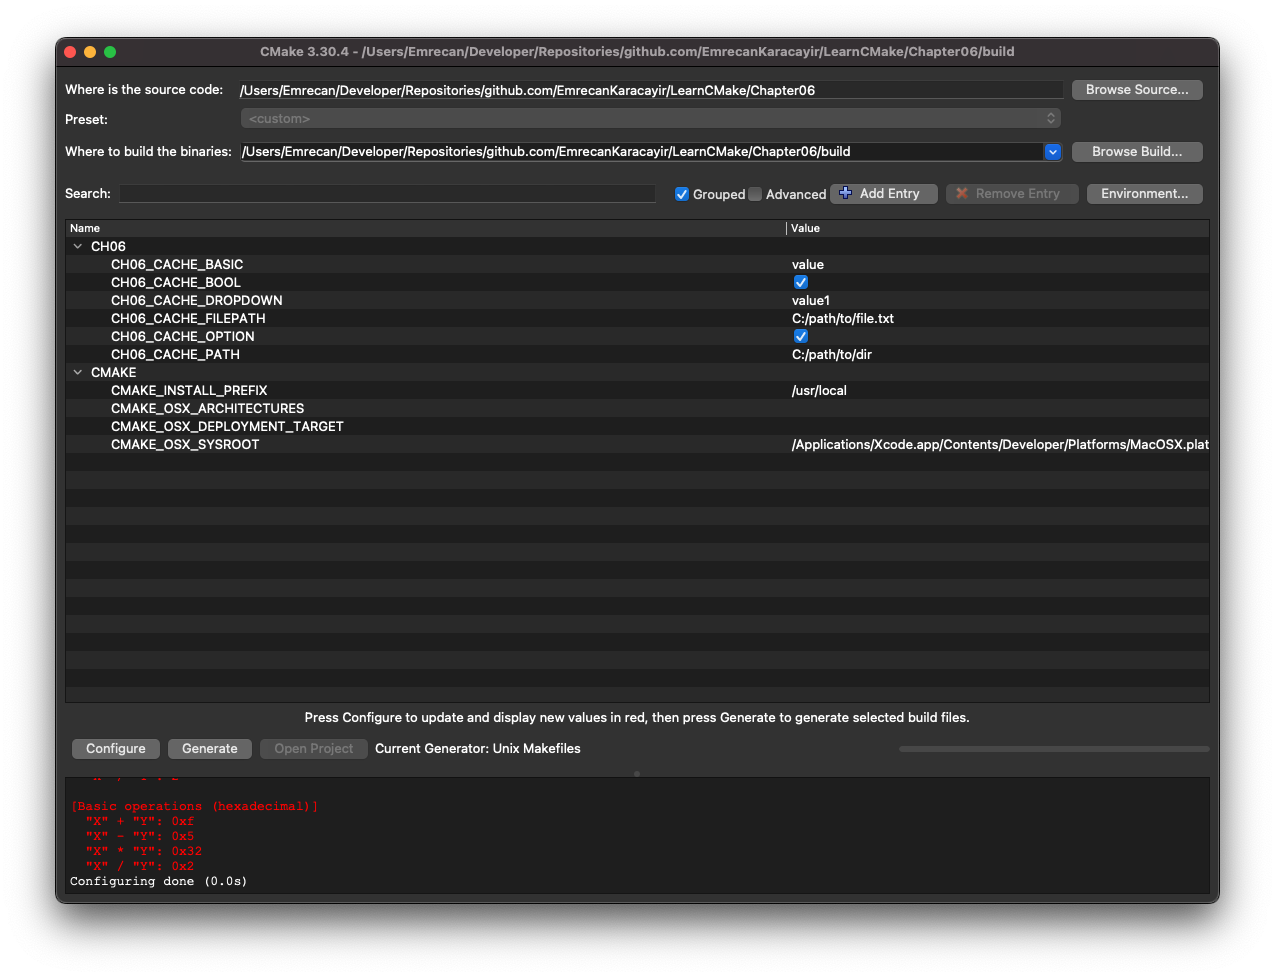 CMake 3.30.4 - /Users/Emrecan/Developer/Repositories/github.com/EmrecanKaracayir/LearnCMake/Chapter06/build
Where is the source code: /Users/Emrecan/Developer/Repositories/github.com/EmrecanKaracayir/LearnCMake/Chapter06 Browse Source...
Preset: <custom>
Where to build the binaries: /Users/Emrecan/Developer/Repositories/github.com/EmrecanKaracayir/LearnCMake/Chapter06/build Browse Build...
Search: Grouped Advanced Add Entry Remove Entry Environment...
Name Value
CH06
CH06_CACHE_BASIC value
CH06_CACHE_BOOL
CH06_CACHE_DROPDOWN value1
CH06_CACHE_FILEPATH C:/path/to/file.txt
CH06_CACHE_OPTION
CH06_CACHE_PATH C:/path/to/dir
CMAKE
CMAKE_INSTALL_PREFIX /usr/local
CMAKE_OSX_ARCHITECTURES
CMAKE_OSX_DEPLOYMENT_TARGET
CMAKE_OSX_SYSROOT /Applications/Xcode.app/Contents/Developer/Platforms/MacOSX.plat
Press Configure to update and display new values in red, then press Generate to generate selected build files.
Configure Generate Open Project Current Generator: Unix Makefiles
[Basic operations (hexadecimal)]
"X" + "Y": 0xf
"X" - "Y": 0x5
"X" * "Y": 0x32
"X" / "Y": 0x2
Configuring done (0.0s)